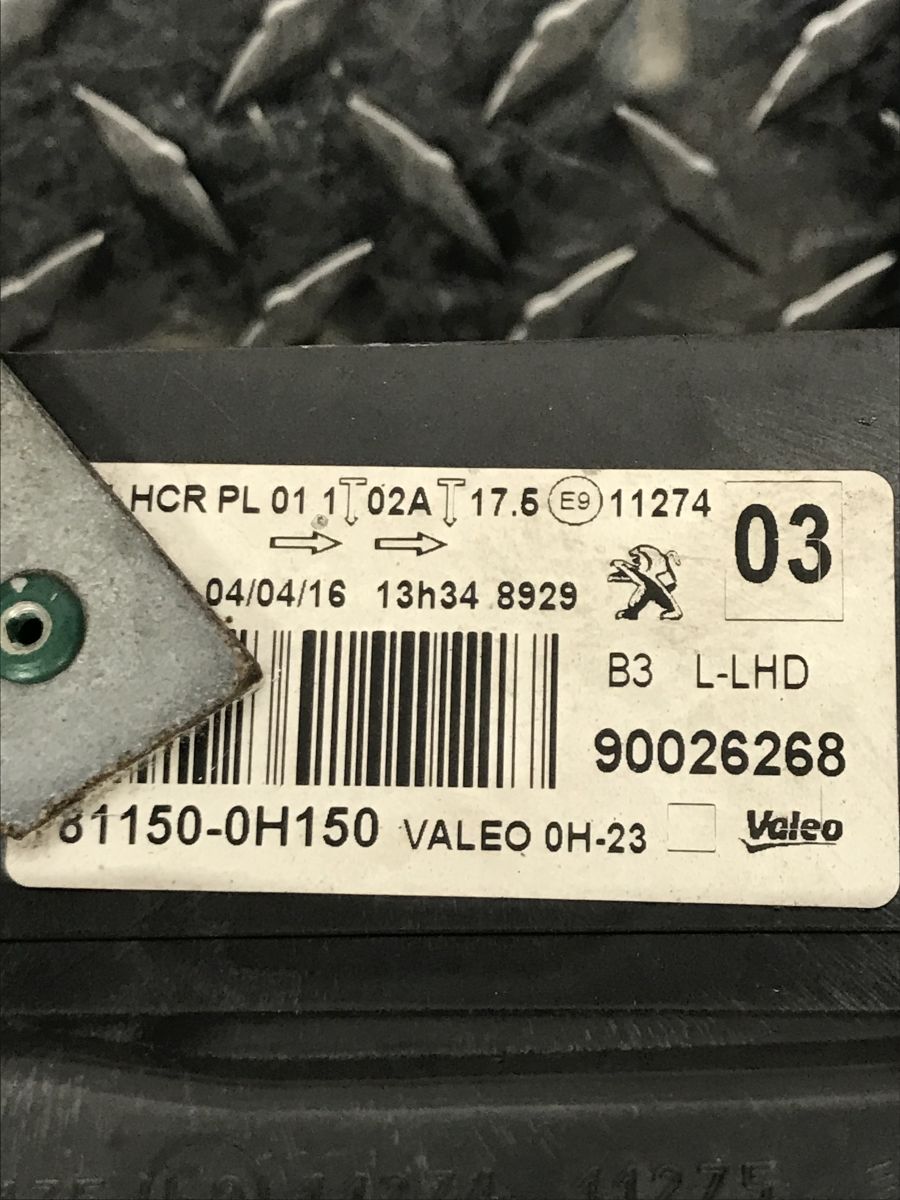 HCR PL 01 1 02A 17.5 E9 11274
03
04/04/16 13h34 8929
B3 L-LHD
90026268
81150-0H150 VALEO 0H-23 Valeo
11275